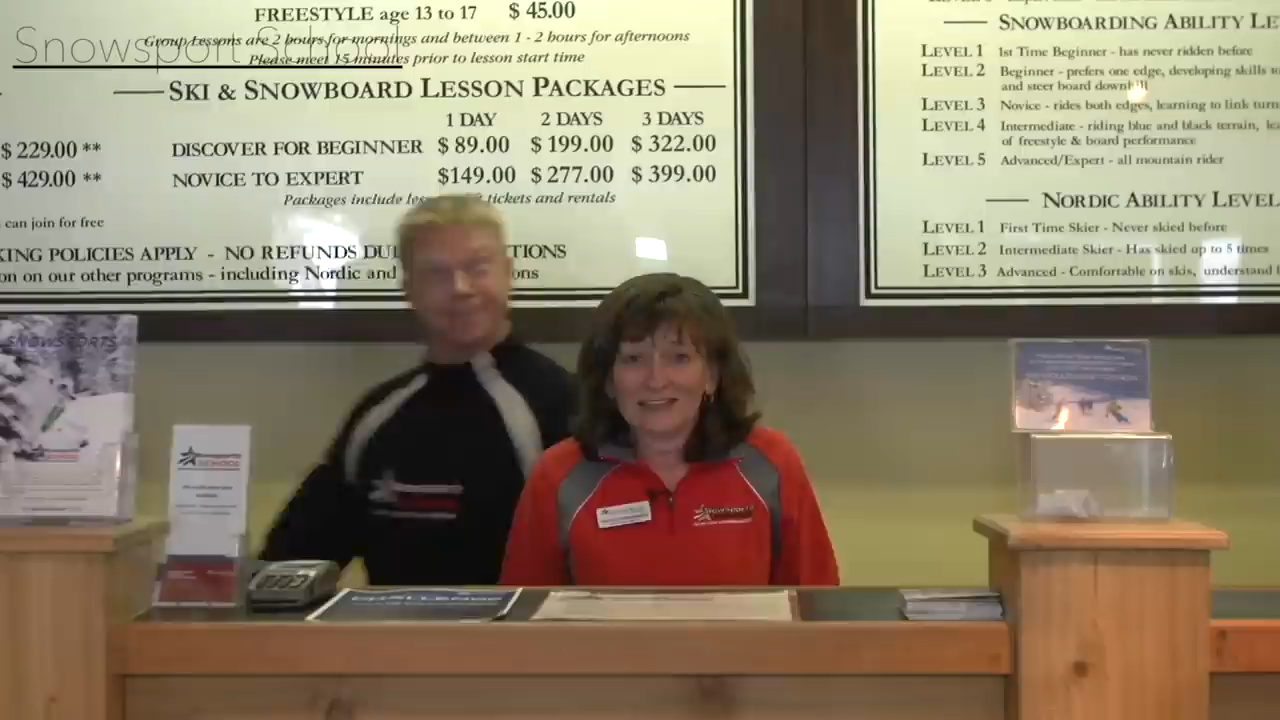 Snowsport School
FREESTYLE age 13 to 17 $ 45.00
Group Lessons are 2 hours for mornings and between 1 - 2 hours for afternoons
Please meet 15 minutes prior to lesson start time
SKI & SNOWBOARD LESSON PACKAGES
1 DAY 2 DAYS 3 DAYS
$ 229.00 ** DISCOVER FOR BEGINNER $ 89.00 $ 199.00 $ 322.00
$ 429.00 ** NOVICE TO EXPERT $149.00 $ 277.00 $ 399.00
Packages include tickets and rentals
can join for free
KING POLICIES APPLY - NO REFUNDS
on on our other programs - including Nordic and
SNOWBOARDING ABILITY LE
LEVEL 1 1st Time Beginner - has never ridden before
LEVEL 2 Beginner - prefers one edge, developing skills to
and steer board downhill
LEVEL 3 Novice - rides both edges, learning to link turn
LEVEL 4 Intermediate - riding blue and black terrain, lea
of freestyle & board performance
LEVEL 5 Advanced/Expert - all mountain rider
NORDIC ABILITY LEVEL
LEVEL 1 First Time Skier - Never skied before
LEVEL 2 Intermediate Skier - Has skied up to 5 times
LEVEL 3 Advanced - Comfortable on skis, understand
SNOWSPORTS
CHALLENGE